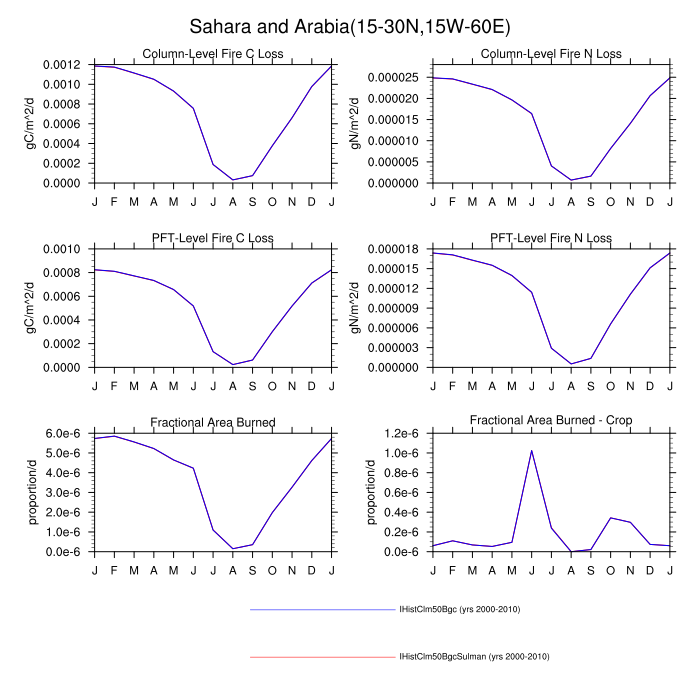 Sahara and Arabia(15-30N,15W-60E)
Column-Level Fire C Loss
gC/m^2/d
0.0012
0.0010
0.0008
0.0006
0.0004
0.0002
0.0000
J F M A M J J A S O N D J
Column-Level Fire N Loss
gN/m^2/d
0.000025
0.000020
0.000015
0.000010
0.000005
0.000000
J F M A M J J A S O N D J
PFT-Level Fire C Loss
gC/m^2/d
0.0010
0.0008
0.0006
0.0004
0.0002
0.0000
J F M A M J J A S O N D J
PFT-Level Fire N Loss
gN/m^2/d
0.000018
0.000015
0.000012
0.000009
0.000006
0.000003
0.000000
J F M A M J J A S O N D J
Fractional Area Burned
proportion/d
6.0e-6
5.0e-6
4.0e-6
3.0e-6
2.0e-6
1.0e-6
0.0e-6
J F M A M J J A S O N D J
Fractional Area Burned - Crop
proportion/d
1.2e-6
1.0e-6
0.8e-6
0.6e-6
0.4e-6
0.2e-6
0.0e-6
J F M A M J J A S O N D J
IHistClm50Bgc (yrs 2000-2010)
IHistClm50BgcSulman (yrs 2000-2010)